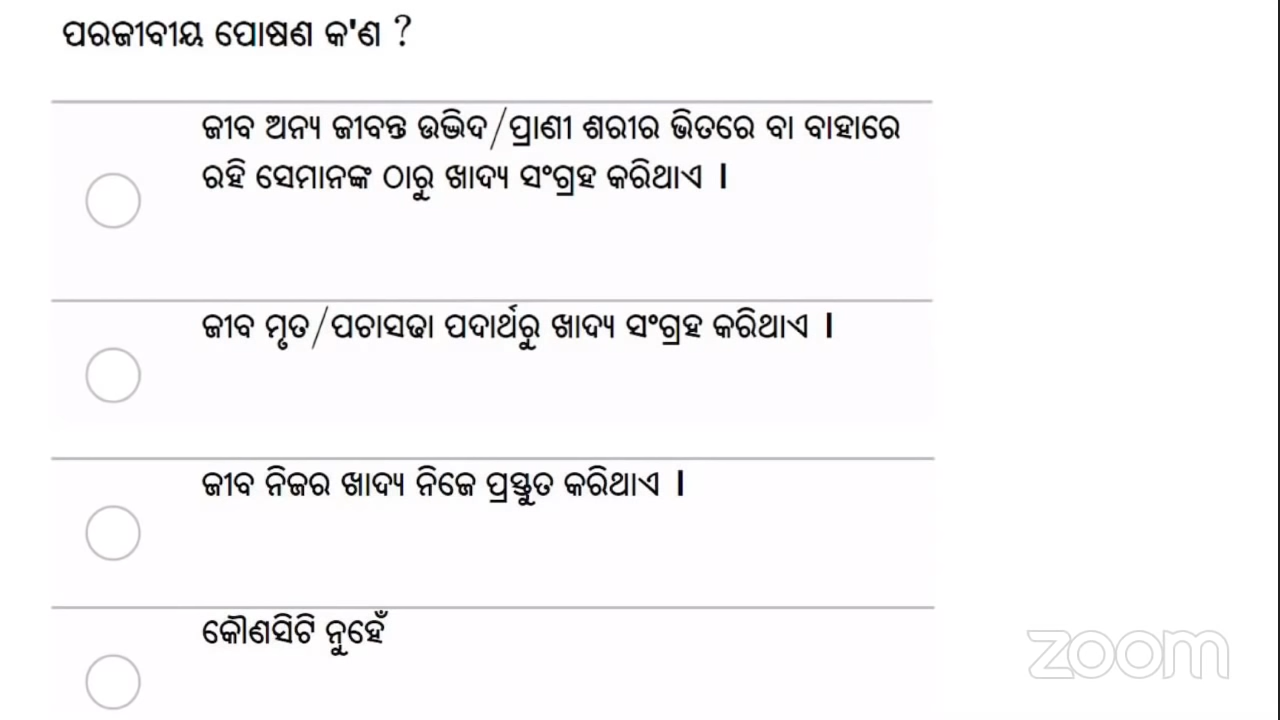 ପରଜୀବୀୟ ପୋଷଣ କ'ଣ ?
ଜୀବ ଅନ୍ୟ ଜୀବନ୍ତ ଉଦ୍ଭିଦ/ପ୍ରାଣୀ ଶରୀର ଭିତରେ ବା ବାହାରେ
ରହି ସେମାନଙ୍କ ଠାରୁ ଖାଦ୍ୟ ସଂଗ୍ରହ କରିଥାଏ ।
ଜୀବ ମୃତ/ପଚାସଢା ପଦାର୍ଥରୁ ଖାଦ୍ୟ ସଂଗ୍ରହ କରିଥାଏ ।
ଜୀବ ନିଜର ଖାଦ୍ୟ ନିଜେ ପ୍ରସ୍ତୁତ କରିଥାଏ ।
କୌଣସିଟି ନୁହେଁ
zoom